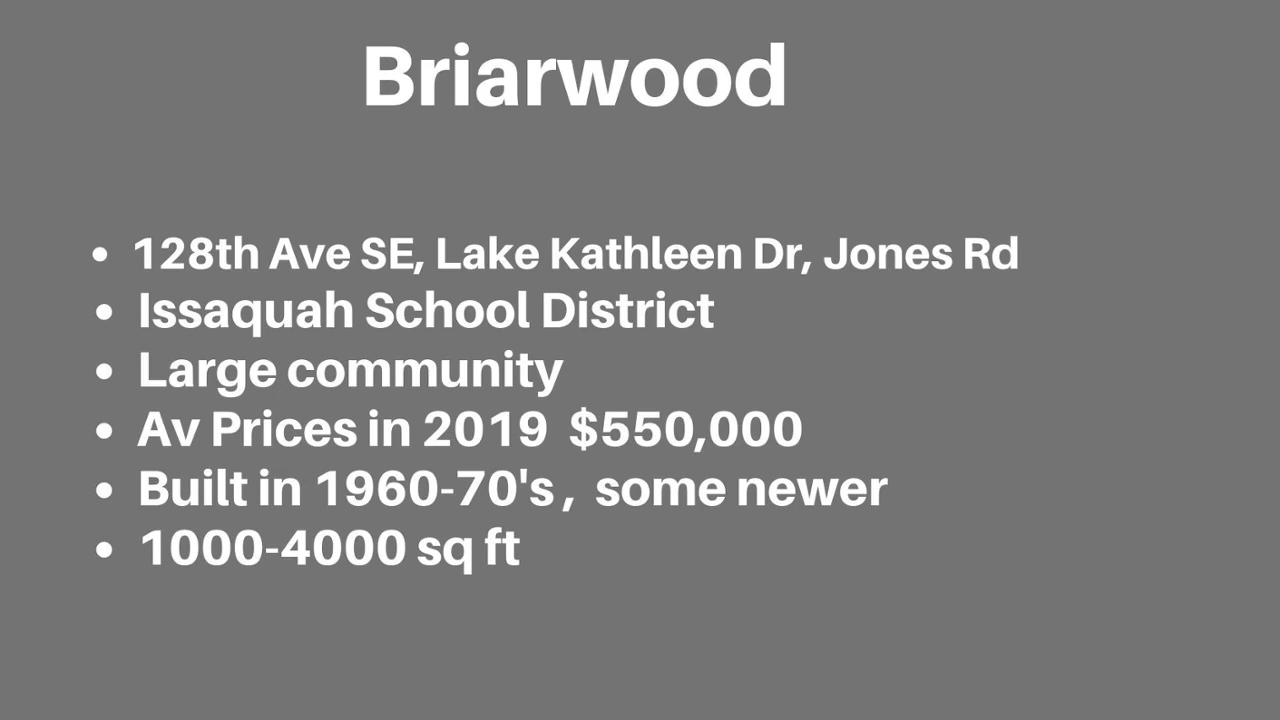 Briarwood
• 128th Ave SE, Lake Kathleen Dr, Jones Rd
• Issaquah School District
• Large community
• Av Prices in 2019  $550,000
• Built in 1960-70's ,  some newer
• 1000-4000 sq ft